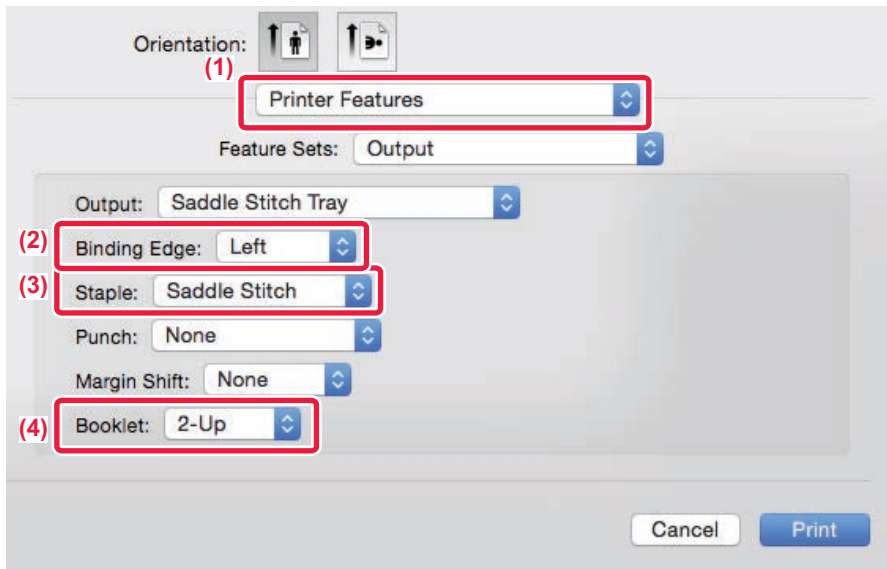 Orientation:
(1)
Printer Features
Feature Sets: Output
Output: Saddle Stitch Tray
(2) Binding Edge: Left
(3) Staple: Saddle Stitch
Punch: None
Margin Shift: None
(4) Booklet: 2-Up
Cancel Print